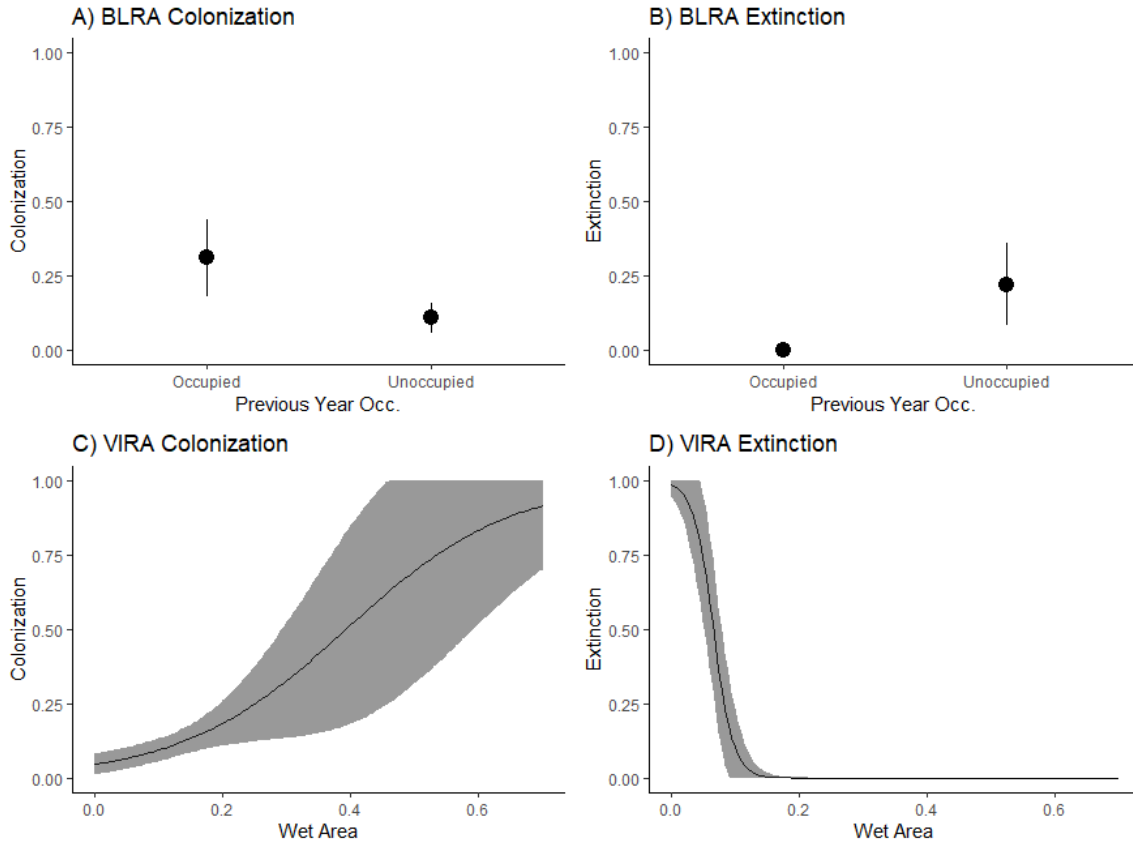 A) BLRA Colonization
1.00
0.75
0.50
0.25
0.00
Colonization
Occupied
Unoccupied
Previous Year Occ.
B) BLRA Extinction
1.00
0.75
0.50
0.25
0.00
Extinction
Occupied
Unoccupied
Previous Year Occ.
C) VIRA Colonization
1.00
0.75
0.50
0.25
0.00
Colonization
0.0
0.2
0.4
0.6
Wet Area
D) VIRA Extinction
1.00
0.75
0.50
0.25
0.00
Extinction
0.0
0.2
0.4
0.6
Wet Area